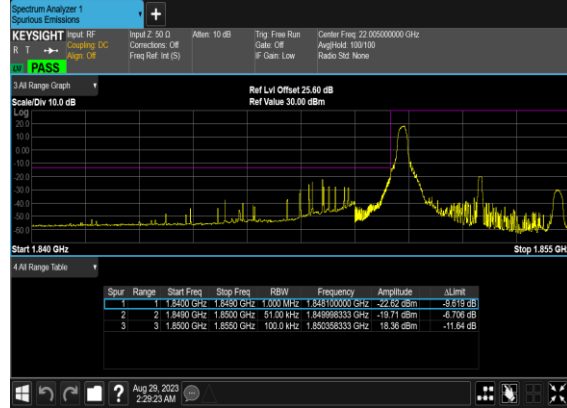 Spectrum Analyzer 1
Spurious Emissions
+
KEYSIGHT Input: RF Input Z: 50 Ω Atten: 10 dB Trig: Free Run Center Freq: 22.005000000 GHz
R T Coupling: DC Corrections: Off Gate: Off Avg|Hold: 100/100
Align: Off Freq Ref: Int (S) IF Gain: Low Radio Std: None
PASS
3 All Range Graph
Ref Lvl Offset 25.60 dB
Scale/Div 10.0 dB Ref Value 30.00 dBm
Log
20.0
10.0
0.00
-10.0
-20.0
-30.0
-40.0
-50.0
-60.0
Start 1.840 GHz Stop 1.855 GHz
4 All Range Table
Spur Range Start Freq Stop Freq RBW Frequency Amplitude ΔLimit
1 1 1.8400 GHz 1.8490 GHz 1.000 MHz 1.848100000 GHz -22.62 dBm -9.619 dB
2 2 1.8490 GHz 1.8500 GHz 51.00 kHz 1.849998333 GHz -19.71 dBm -6.706 dB
3 3 1.8500 GHz 1.8550 GHz 100.0 kHz 1.850358333 GHz 18.36 dBm -11.64 dB
? Aug 29, 2023
2:29:23 AM